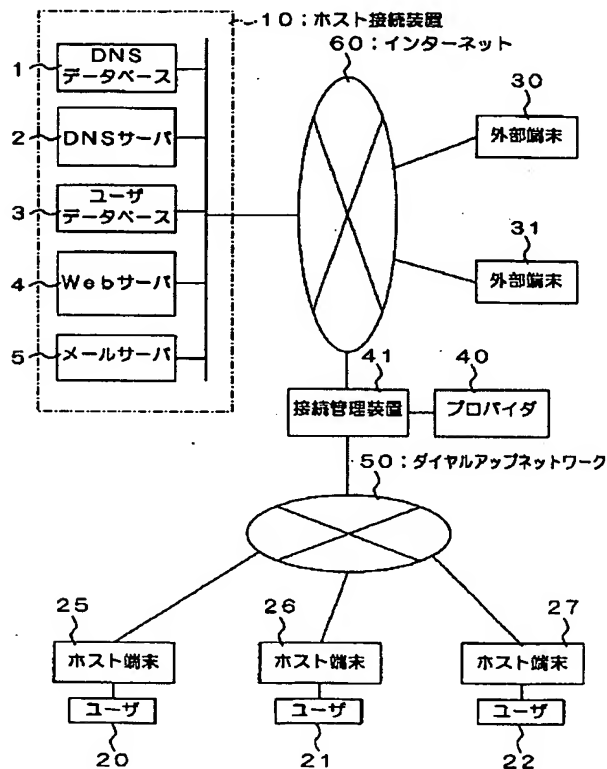 10:ホスト接続装置
60:インターネット
1
DNS
データベース
2
DNSサーバ
3
ユーザ
データベース
4
Webサーバ
5
メールサーバ
30
外部端末
31
外部端末
41
接続管理装置
40
プロバイダ
50:ダイヤルアップネットワーク
25
ホスト端末
26
ホスト端末
27
ホスト端末
ユーザ
ユーザ
ユーザ
20
21
22